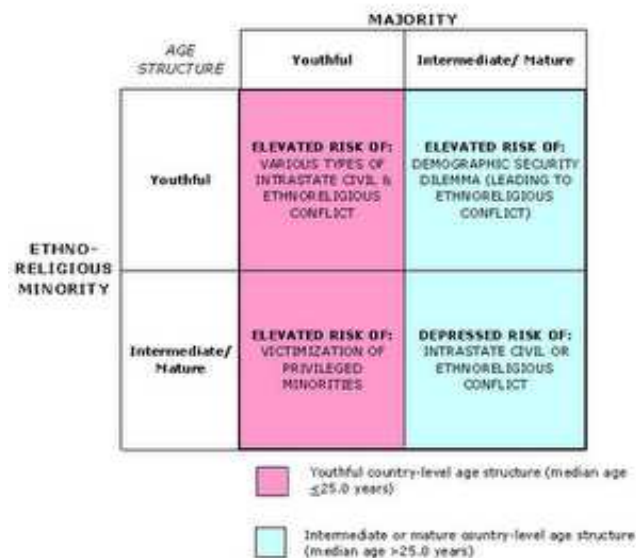 MAJORITY
AGE
STRUCTURE
Youthful
Intermediate/ Mature
Youthful
ELEVATED RISK OF:
VARIOUS TYPES OF
INTRASTATE CIVIL &
ETHNORELIGIOUS
CONFLICT
ELEVATED RISK OF:
DEMOGRAPHIC SECURITY
DILEMMA (LEADING TO
ETHNORELIGIOUS
CONFLICT)
ETHNO-
RELIGIOUS
MINORITY
Intermediate/
Mature
ELEVATED RISK OF:
VICTIMIZATION OF
PRIVILEGED
MINORITIES
DEPRESSED RISK OF:
INTRASTATE CIVIL OR
ETHNORELIGIOUS
CONFLICT
Youthful country-level age structure (median age
≤25.0 years)
Intermediate or mature country-level age structure
(median age >25.0 years)